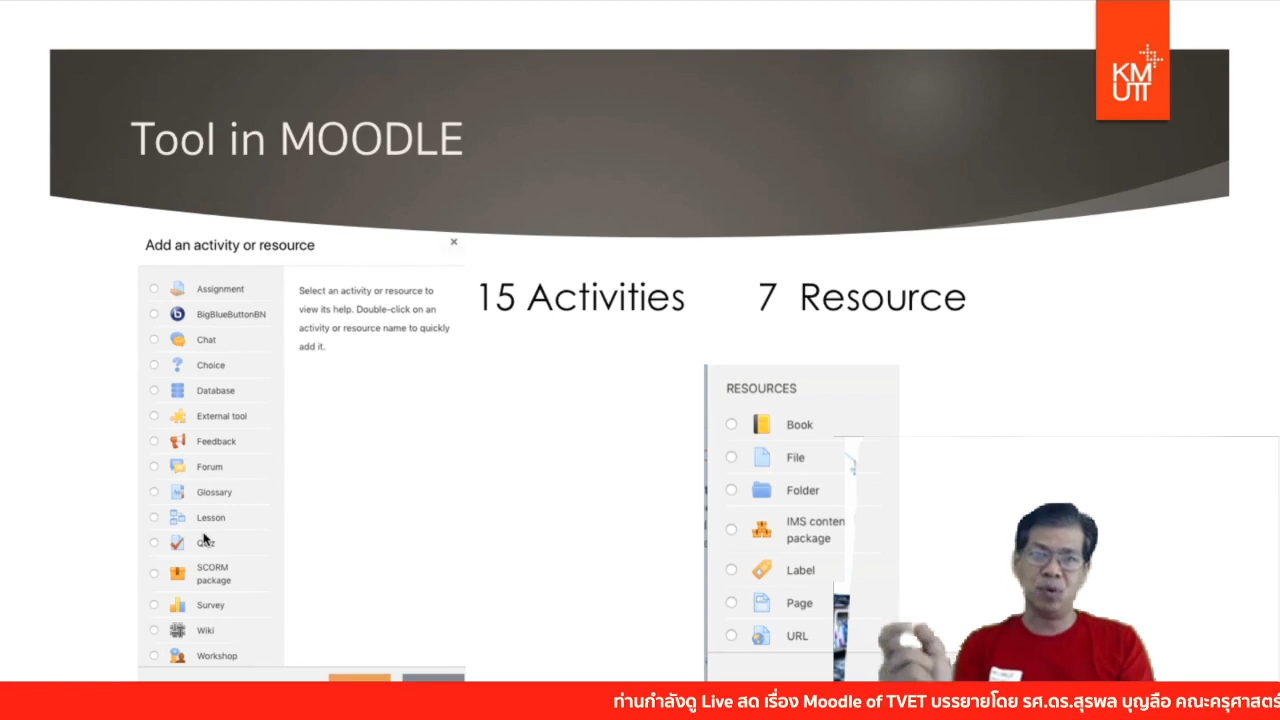 KM
UTT
Tool in MOODLE
Add an activity or resource
Assignment
BigBlueButtonBN
Chat
Choice
Database
External tool
Feedback
Forum
Glossary
Lesson
Quiz
SCORM
package
Survey
Wiki
Workshop
Select an activity or resource to
view its help. Double-click on an
activity or resource name to quickly
add it.
15 Activities
7 Resource
RESOURCES
Book
File
Folder
IMS conten
package
Label
Page
URL
ท่านกำลังดู Live สด เรื่อง Moodle of TVET บรรยายโดย รศ.ดร.สุรพล บุญลือ คณะครุศาสตร์